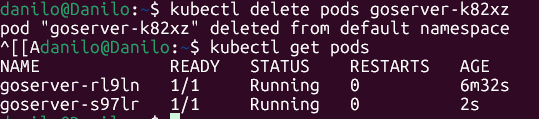 danilo@Danilo:~$ kubectl delete pods goserver-k82xz
pod "goserver-k82xz" deleted from default namespace
^[[Adanilo@Danilo:~$ kubectl get pods
NAME READY STATUS RESTARTS AGE
goserver-rl9ln 1/1 Running 0 6m32s
goserver-s97lr 1/1 Running 0 2s
danilo@Danilo:~$